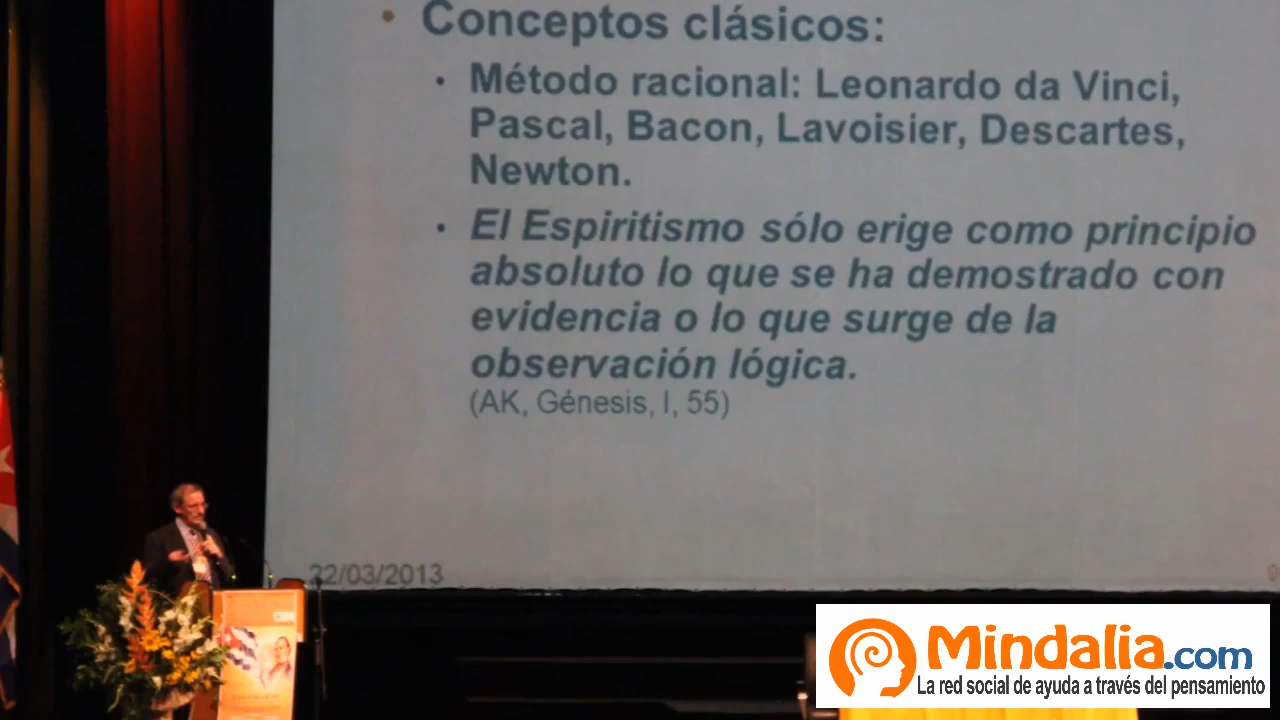 Conceptos clásicos:
Método racional: Leonardo da Vinci,
Pascal, Bacon, Lavoisier, Descartes,
Newton.
El Espiritismo sólo erige como principio
absoluto lo que se ha demostrado con
evidencia o lo que surge de la
observación lógica.
(AK, Génesis, I, 55)
22/03/2013
Mindalia.com
La red social de ayuda a través del pensamiento